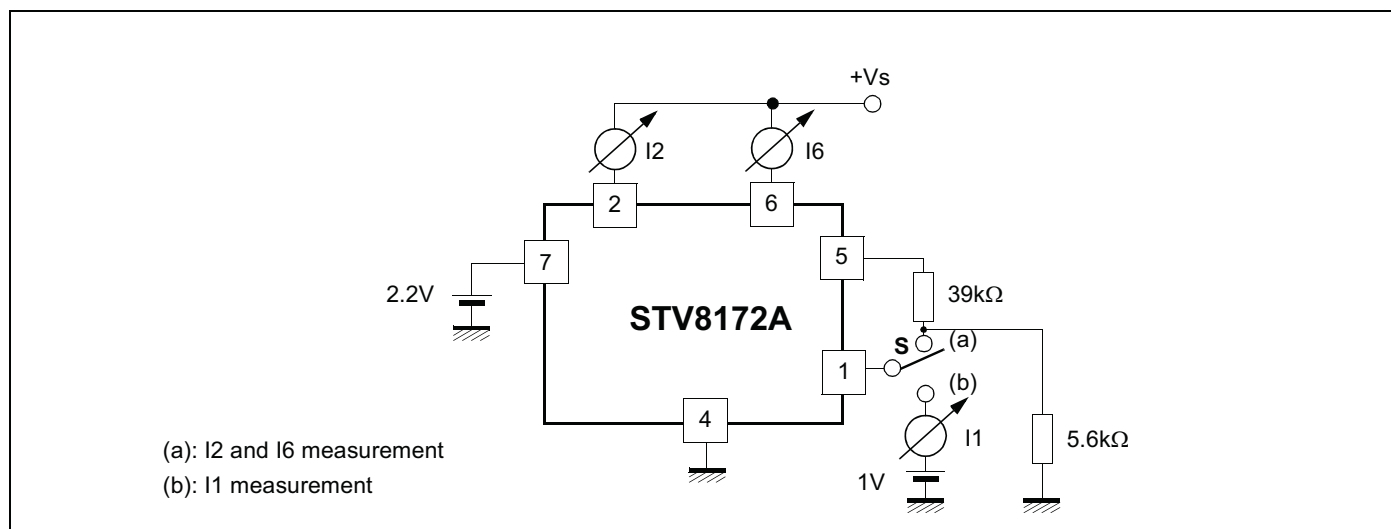 +Vs
I2
I6
2
6
7
5
2.2V
39kΩ
STV8172A
S
(a)
1
(b)
4
I1
5.6kΩ
(a): I2 and I6 measurement
1V
(b): I1 measurement